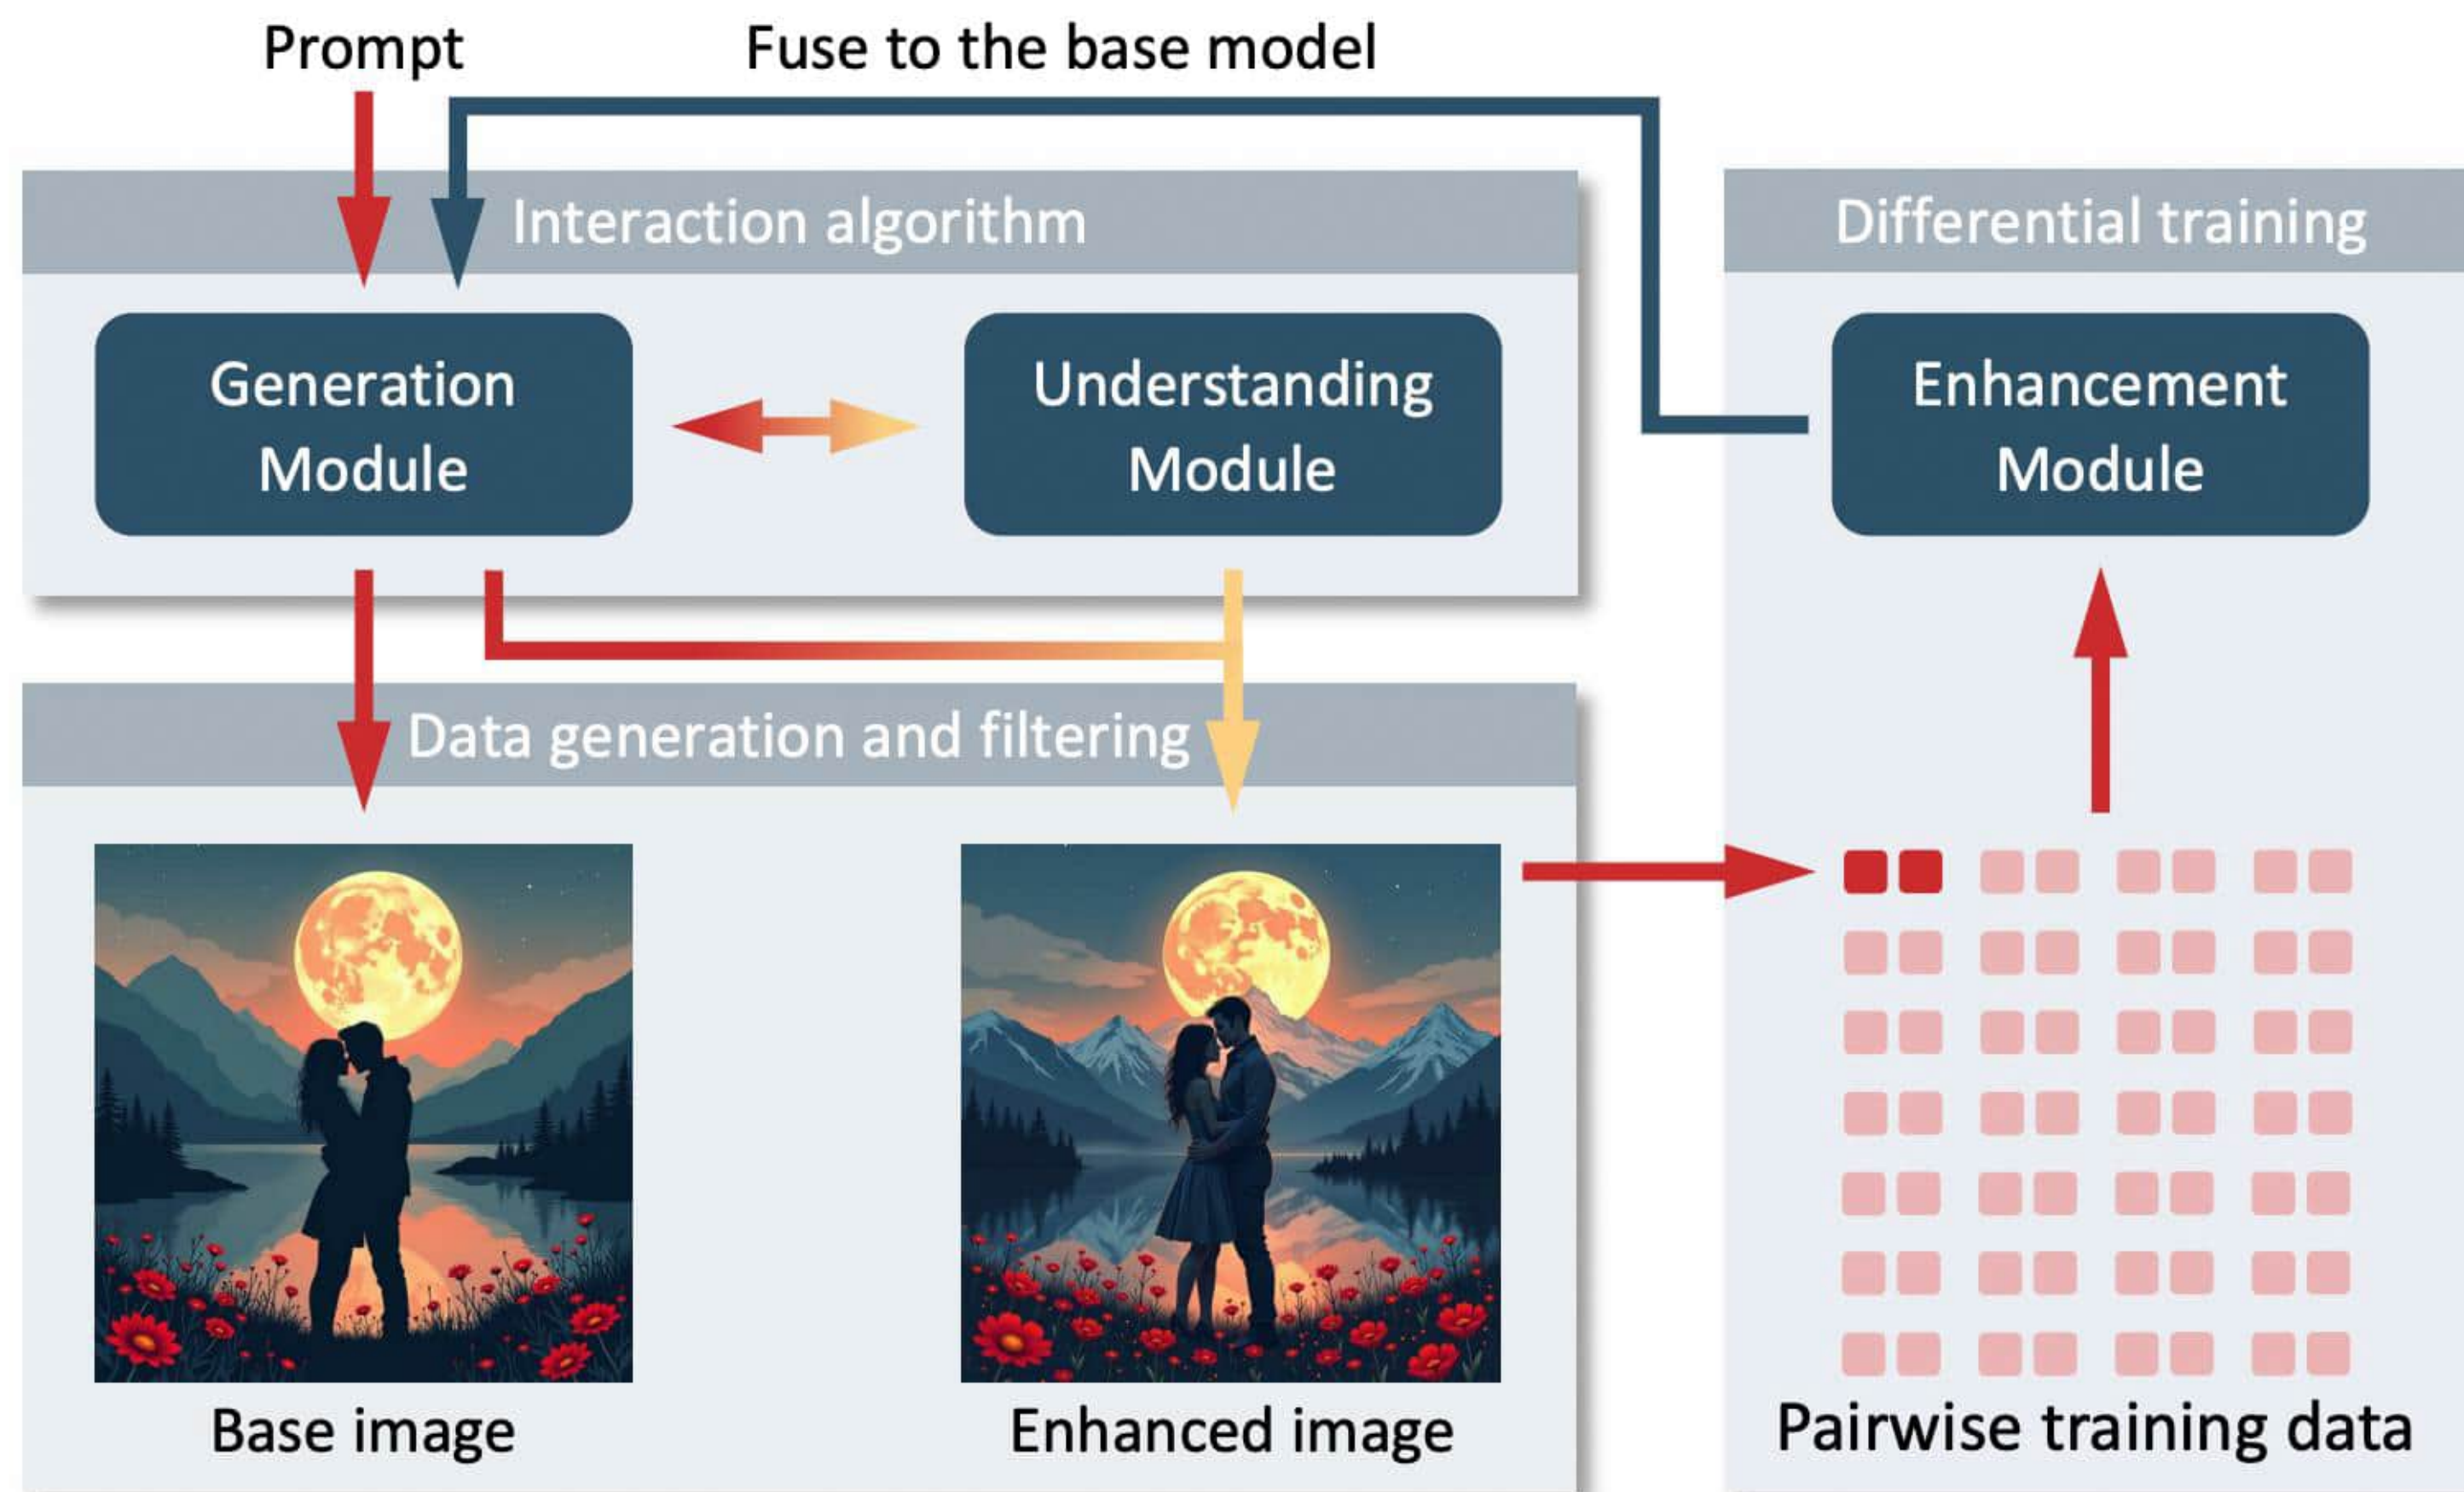 Prompt
Fuse to the base model
Interaction algorithm
Differential training
Generation
Module
Understanding
Module
Enhancement
Module
Data generation and filtering
Base image
Enhanced image
Pairwise training data